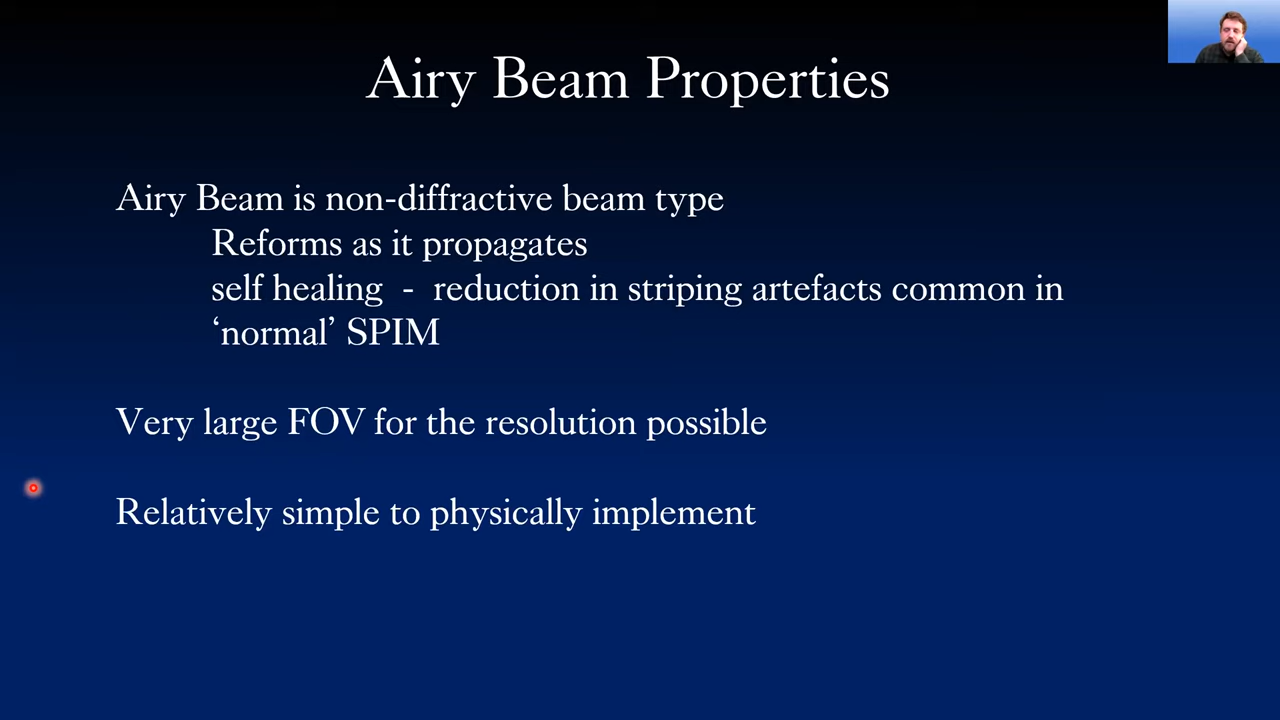 Airy Beam Properties
Airy Beam is non-diffractive beam type
Reforms as it propagates
self healing - reduction in striping artefacts common in
‘normal’ SPIM
Very large FOV for the resolution possible
Relatively simple to physically implement